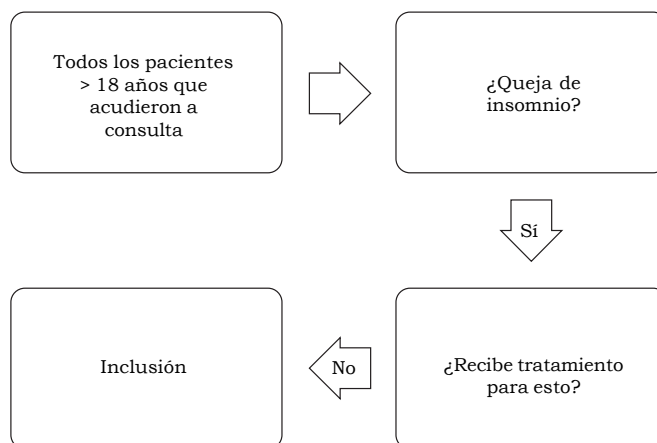 Todos los pacientes
> 18 años que
acudieron a
consulta
¿Queja de
insomnio?
Sí
¿Recibe tratamiento
para esto?
No
Inclusión